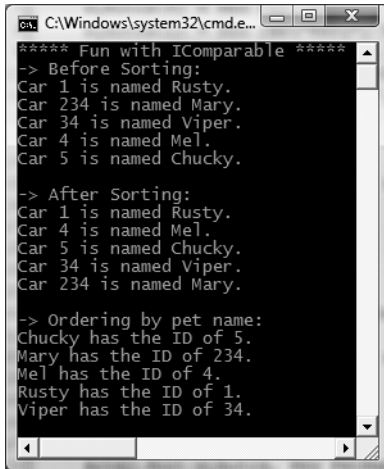 C:\Windows\system32\cmd.e...
***** Fun with IComparable *****
-> Before Sorting:
Car 1 is named Rusty.
Car 234 is named Mary.
Car 34 is named Viper.
Car 4 is named Mel.
Car 5 is named Chucky.
-> After Sorting:
Car 1 is named Rusty.
Car 4 is named Mel.
Car 5 is named Chucky.
Car 34 is named Viper.
Car 234 is named Mary.
-> Ordering by pet name:
Chucky has the ID of 5.
Mary has the ID of 234.
Mel has the ID of 4.
Rusty has the ID of 1.
Viper has the ID of 34.